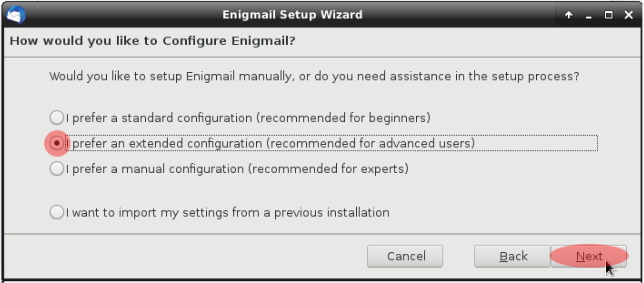 Enigmail Setup Wizard
How would you like to Configure Enigmail?
Would you like to setup Enigmail manually, or do you need assistance in the setup process?
I prefer a standard configuration (recommended for beginners)
I prefer an extended configuration (recommended for advanced users)
I prefer a manual configuration (recommended for experts)
I want to import my settings from a previous installation
Cancel Back Next